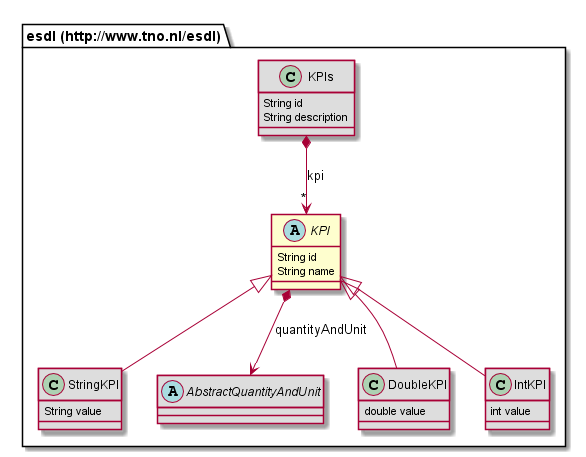 esdl (http://www.tno.nl/esdl)
C KPIs
String id
String description
kpi
*
A KPI
String id
String name
quantityAndUnit
C StringKPI
String value
A AbstractQuantityAndUnit
C DoubleKPI
double value
C IntKPI
int value